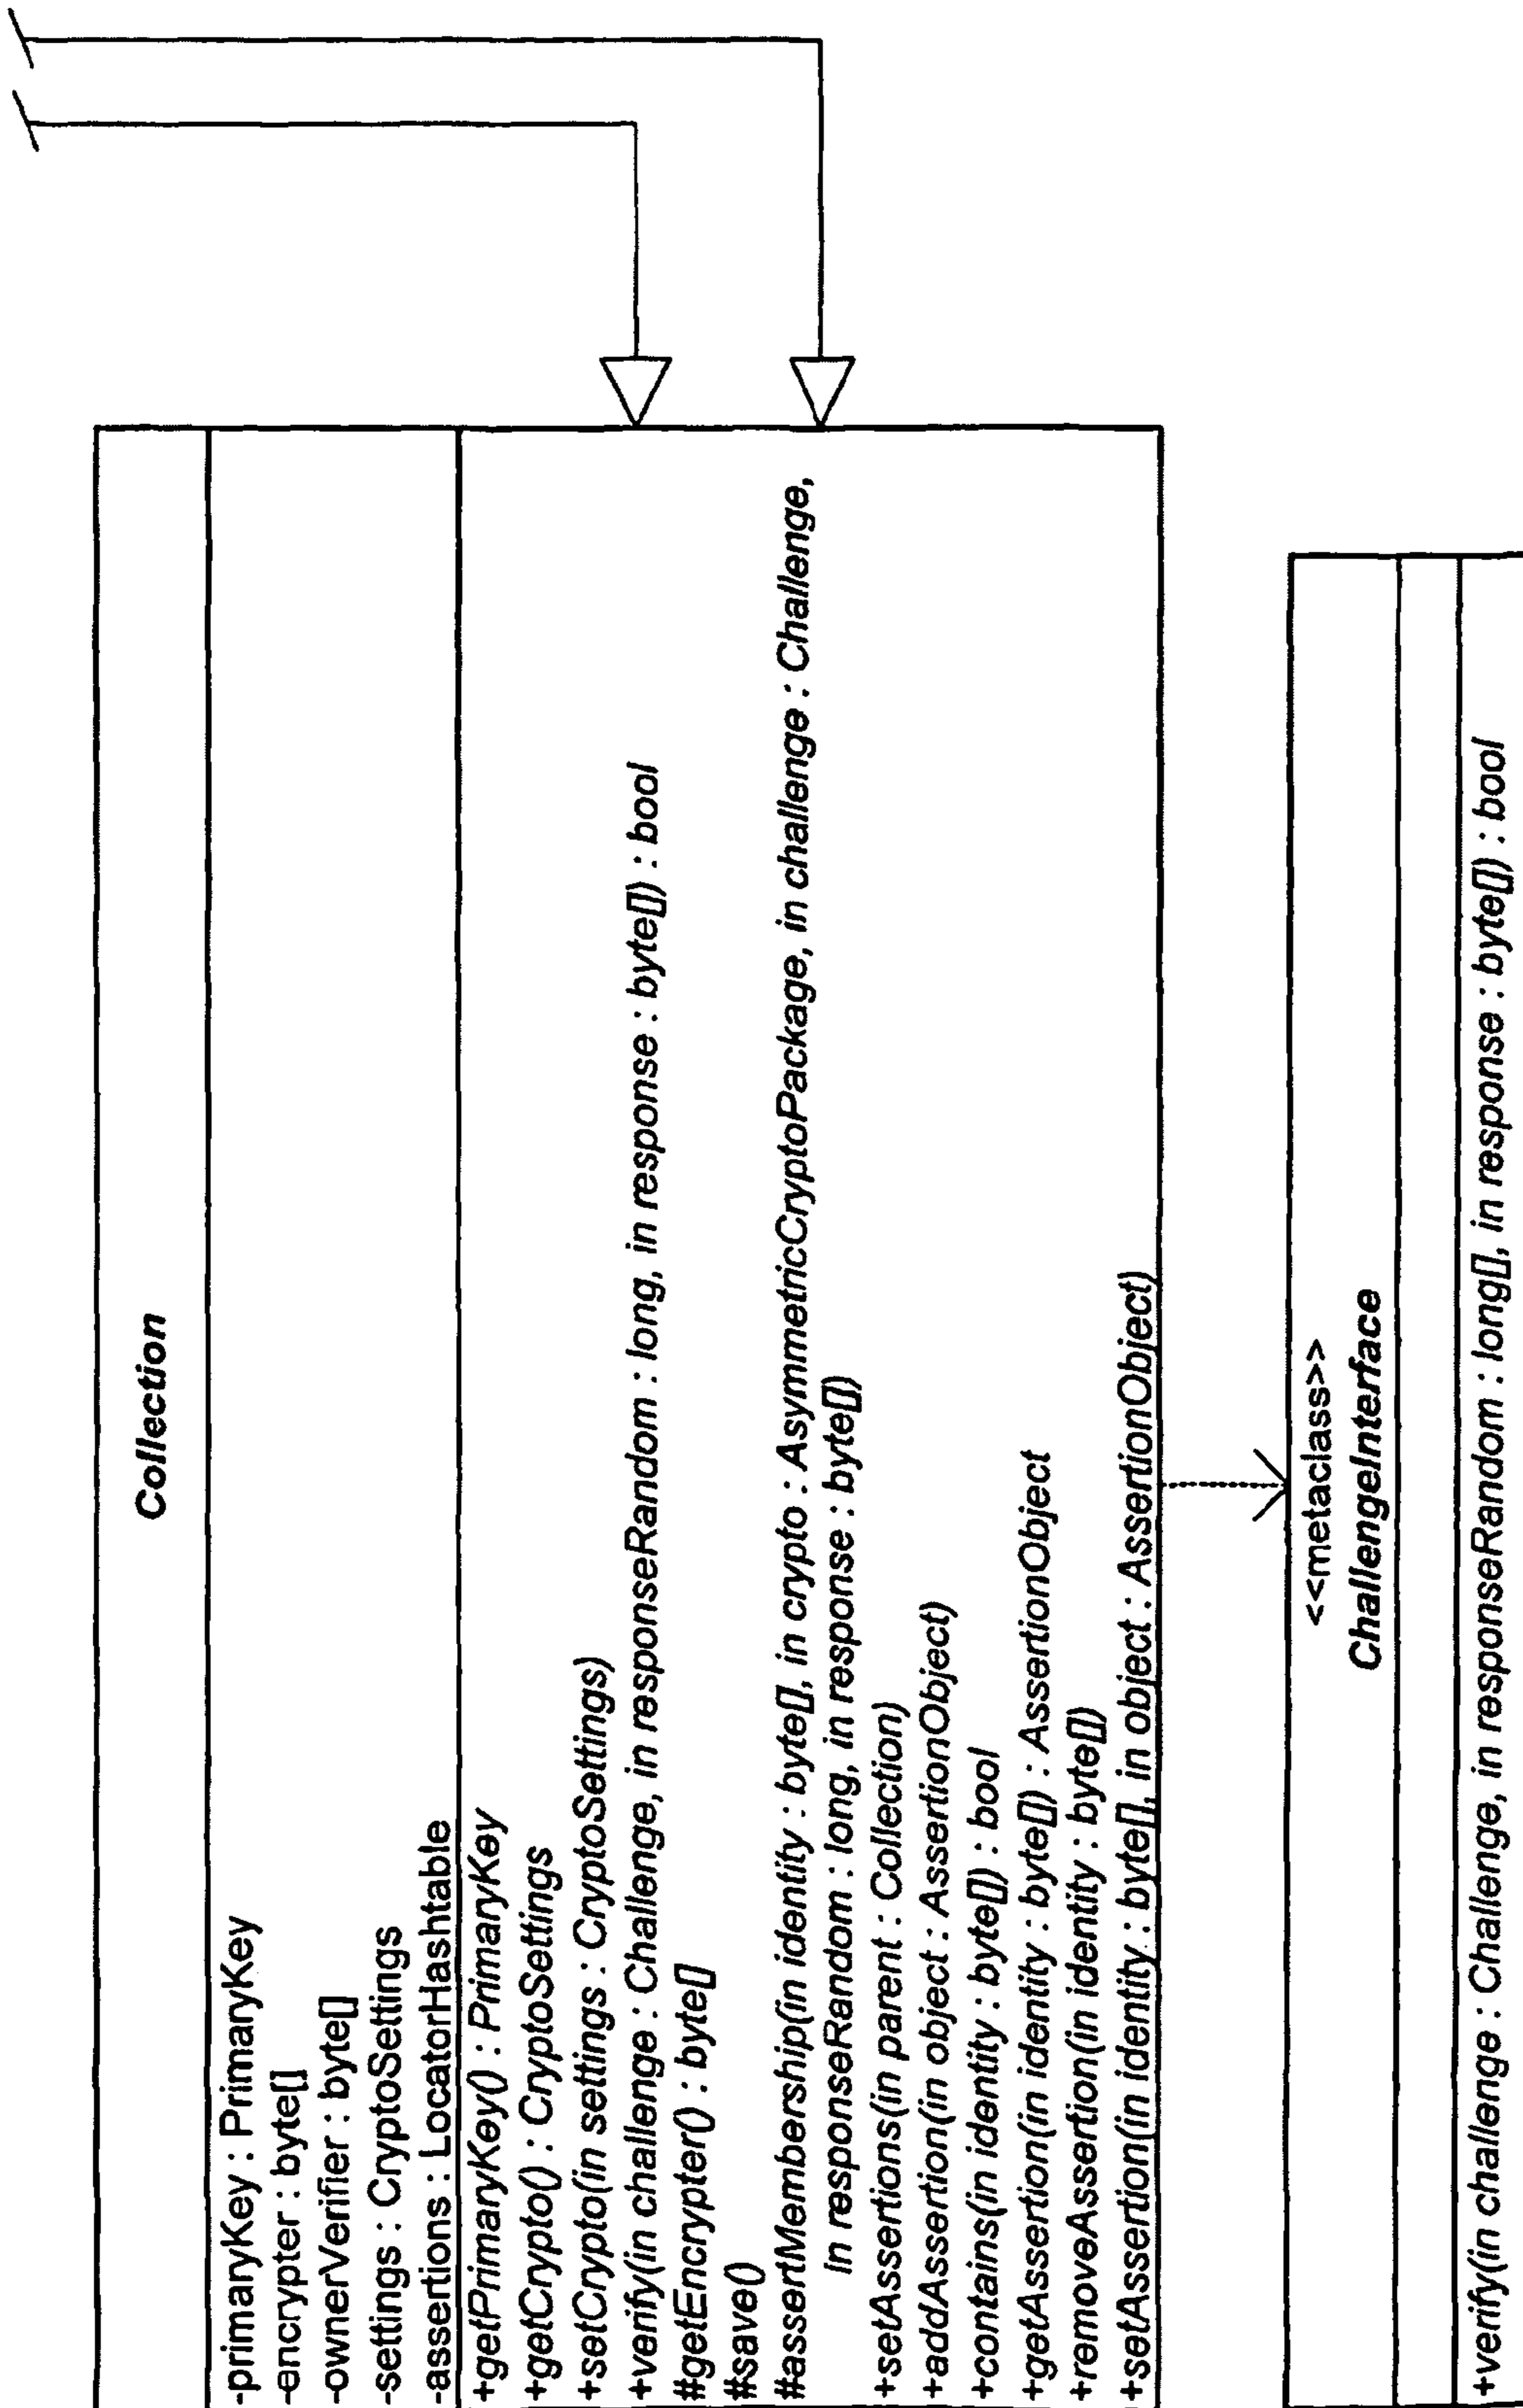 Collection
-primaryKey : PrimaryKey
-encrypter : byte[]
-ownerVerifier : byte[]
-settings : CryptoSettings
-assertions : LocatorHashtable
+getPrimaryKey() : PrimaryKey
+getCrypto() : CryptoSettings
+setCrypto(in settings : CryptoSettings)
+verify(in challenge : Challenge, in responseRandom : long, in response : byte[]) : bool
#getEncrypter() : byte[]
#save()
#assertMembership(in identity : byte[], in crypto : AsymmetricCryptoPackage, in challenge : Challenge,
In responseRandom : long, in response : byte[])
+setAssertions(in parent : Collection)
+addAssertion(in object : AssertionObject)
+contains(in identity : byte[]) : bool
+getAssertion(in identity : byte[]) : AssertionObject
+removeAssertion(in identity : byte[])
+setAssertion(in identity : byte[], in object : AssertionObject)
<<metaclass>>
ChallengeInterface
+verify(in challenge : Challenge, in responseRandom : long[], in response : byte[]) : bool